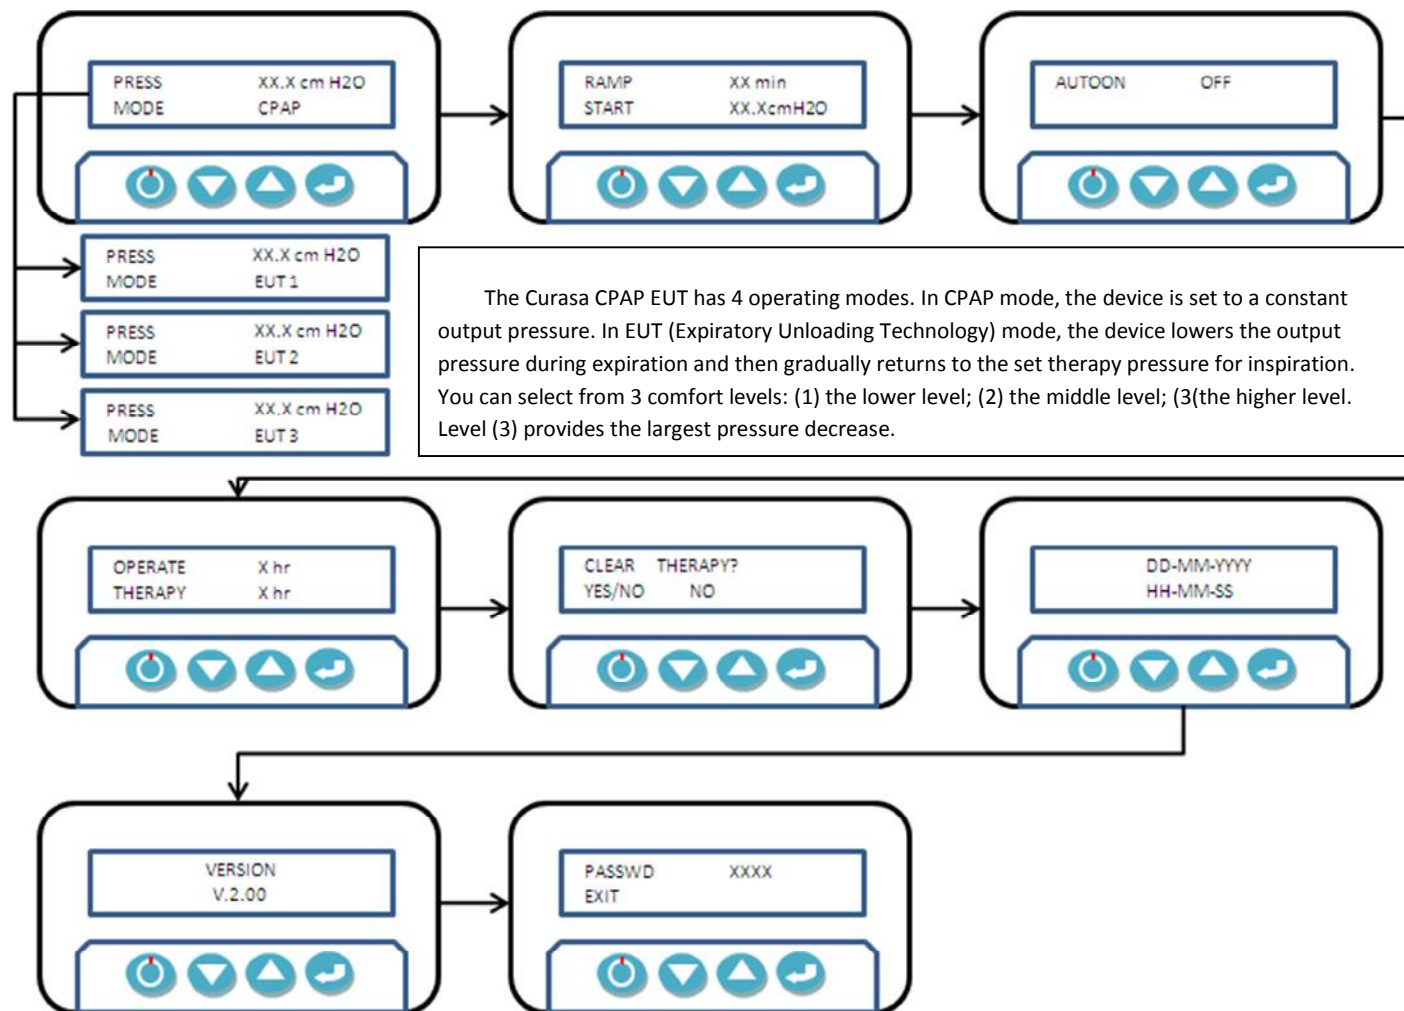 PRESS XX.X cm H2O
MODE CPAP
RAMP XX min
START XX.XcmH2O
AUTOON OFF
PRESS XX.X cm H2O
MODE EUT 1
PRESS XX.X cm H2O
MODE EUT 2
PRESS XX.X cm H2O
MODE EUT 3
The Curasa CPAP EUT has 4 operating modes. In CPAP mode, the device is set to a constant
output pressure. In EUT (Expiratory Unloading Technology) mode, the device lowers the output
pressure during expiration and then gradually returns to the set therapy pressure for inspiration.
You can select from 3 comfort levels: (1) the lower level; (2) the middle level; (3(the higher level.
Level (3) provides the largest pressure decrease.
OPERATE X hr
THERAPY X hr
CLEAR THERAPY?
YES/NO NO
DD-MM-YYYY
HH-MM-SS
VERSION
V.2.00
PASSWD XXXX
EXIT